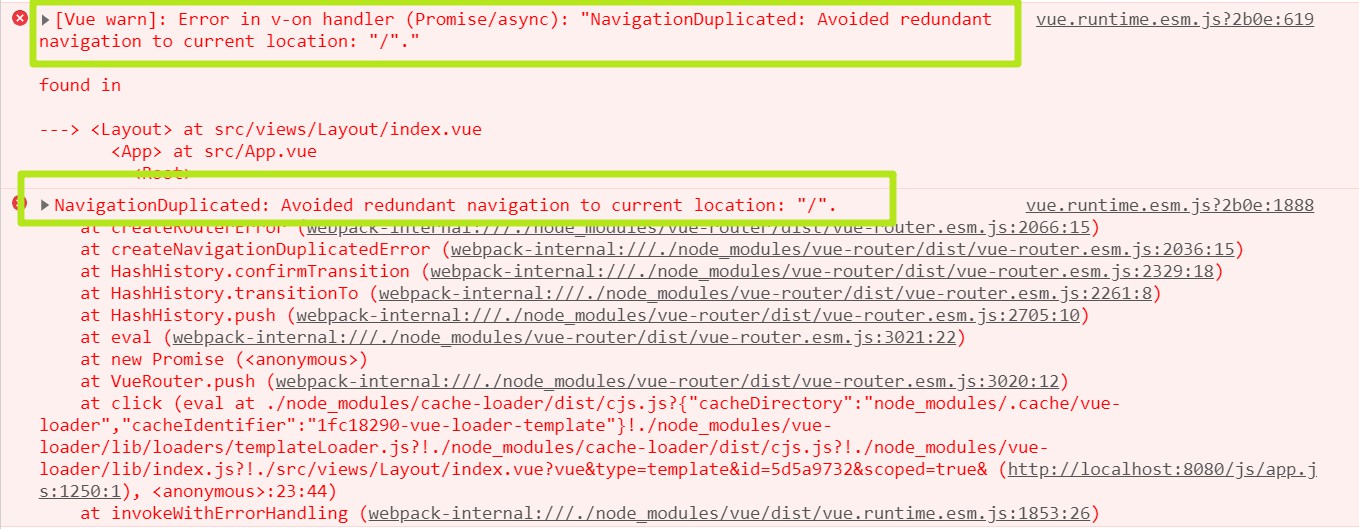 [Vue warn]: Error in v-on handler (Promise/async): "NavigationDuplicated: Avoided redundant vue.runtime.esm.js?2b0e:619
navigation to current location: "/"."
found in
---> <Layout> at src/views/Layout/index.vue
<App> at src/App.vue
<Root>
NavigationDuplicated: Avoided redundant navigation to current location: "/". vue.runtime.esm.js?2b0e:1888
at createRouterError (webpack-internal:///./node_modules/vue-router/dist/vue-router.esm.js:2066:15)
at createNavigationDuplicatedError (webpack-internal:///./node_modules/vue-router/dist/vue-router.esm.js:2036:15)
at HashHistory.confirmTransition (webpack-internal:///./node_modules/vue-router/dist/vue-router.esm.js:2329:18)
at HashHistory.transitionTo (webpack-internal:///./node_modules/vue-router/dist/vue-router.esm.js:2261:8)
at HashHistory.push (webpack-internal:///./node_modules/vue-router/dist/vue-router.esm.js:2705:10)
at eval (webpack-internal:///./node_modules/vue-router/dist/vue-router.esm.js:3021:22)
at new Promise (<anonymous>)
at VueRouter.push (webpack-internal:///./node_modules/vue-router/dist/vue-router.esm.js:3020:12)
at click (eval at ./node_modules/cache-loader/dist/cjs.js?{"cacheDirectory":"node_modules/.cache/vue-
loader","cacheIdentifier":"1fc18290-vue-loader-template"}!./node_modules/vue-
loader/lib/loaders/templateLoader.js?!./node_modules/cache-loader/dist/cjs.js?!./node_modules/vue-
loader/lib/index.js?!./src/views/Layout/index.vue?vue&type=template&id=5d5a9732&scoped=true& (http://localhost:8080/js/app.j
s:1250:1), <anonymous>:23:44)
at invokeWithErrorHandling (webpack-internal:///./node_modules/vue/dist/vue.runtime.esm.js:1853:26)